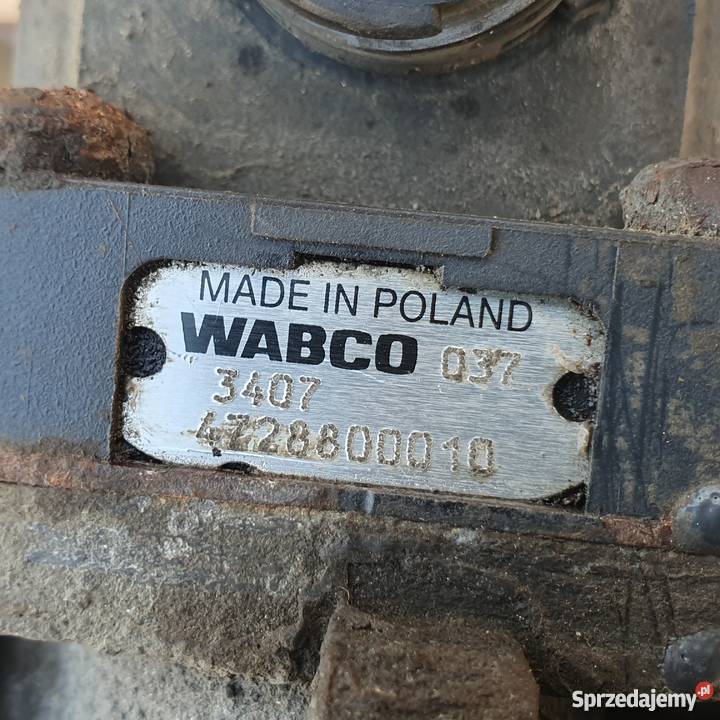 MADE IN POLAND
WABCO 037
3407
4728800010
Sprzedajemy.pl